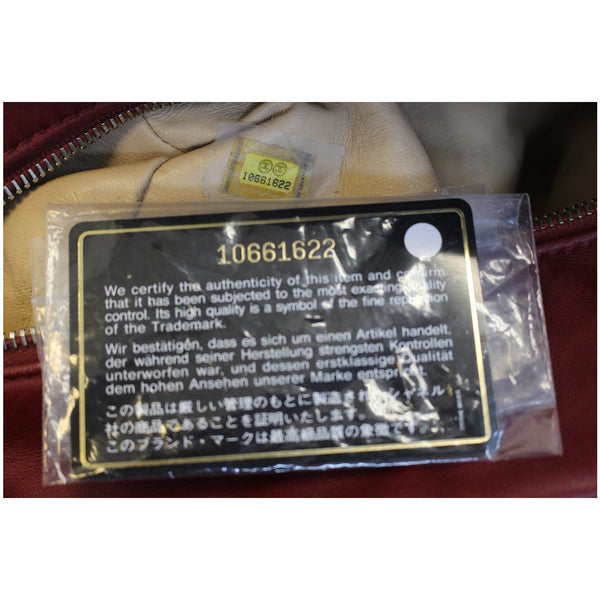 10661622
10661622
We certify the authenticity of this item and confirm
that it has been subjected to the most exacting quality
control. Its high quality is a symbol of the fine reputation
of the Trademark.
Wir bestätigen, dass es sich um einen Artikel handelt,
der während seiner Herstellung strengsten Kontrollen
unterworfen war, und dessen erstklassige Qualität
dem hohen Ansehen unserer Marke entspricht.
この製品は厳しい管理のもとに製造されたシャネル
社の商品であることを証明いたします。
このブランド・マークは最高級品質の象徴です。